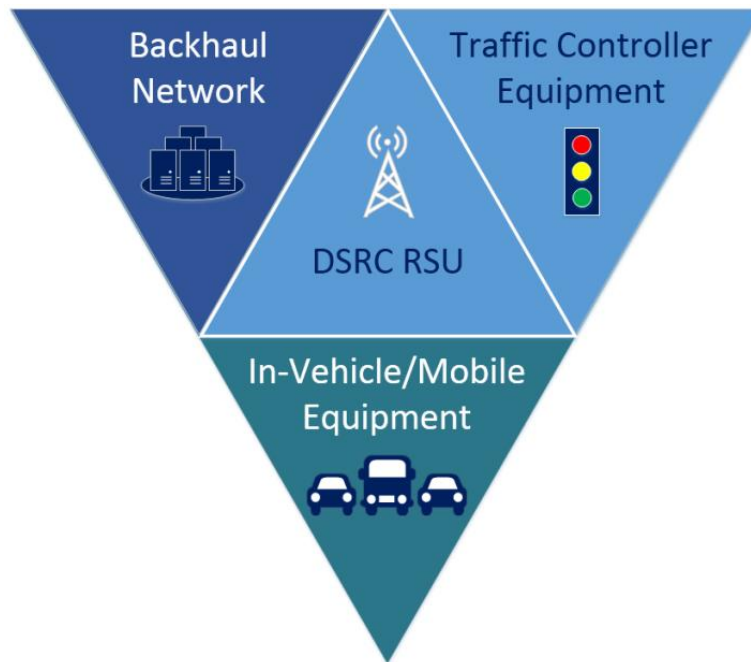 Backhaul
Network
Traffic Controller
Equipment
DSRC RSU
In-Vehicle/Mobile
Equipment